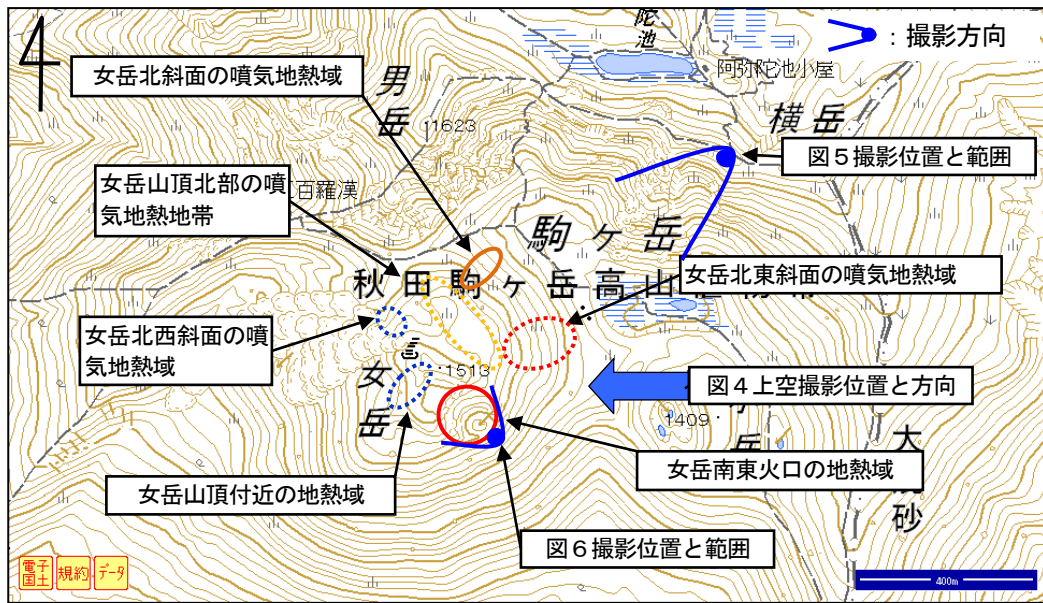 4
陀
池
：撮影方向
女岳北斜面の噴気地熱域
男
岳
1623
阿弥陀池小屋
横岳
図５撮影位置と範囲
女岳山頂北部の噴
気地熱地帯
百羅漢
駒ヶ岳
秋田駒ヶ岳高山
女岳北東斜面の噴気地熱域
女岳北西斜面の噴
気地熱域
1513
女
岳
図４上空撮影位置と方向
1409
岳
大
砂
女岳山頂付近の地熱域
女岳南東火口の地熱域
図６撮影位置と範囲
電子
国土
規約
データ
400m